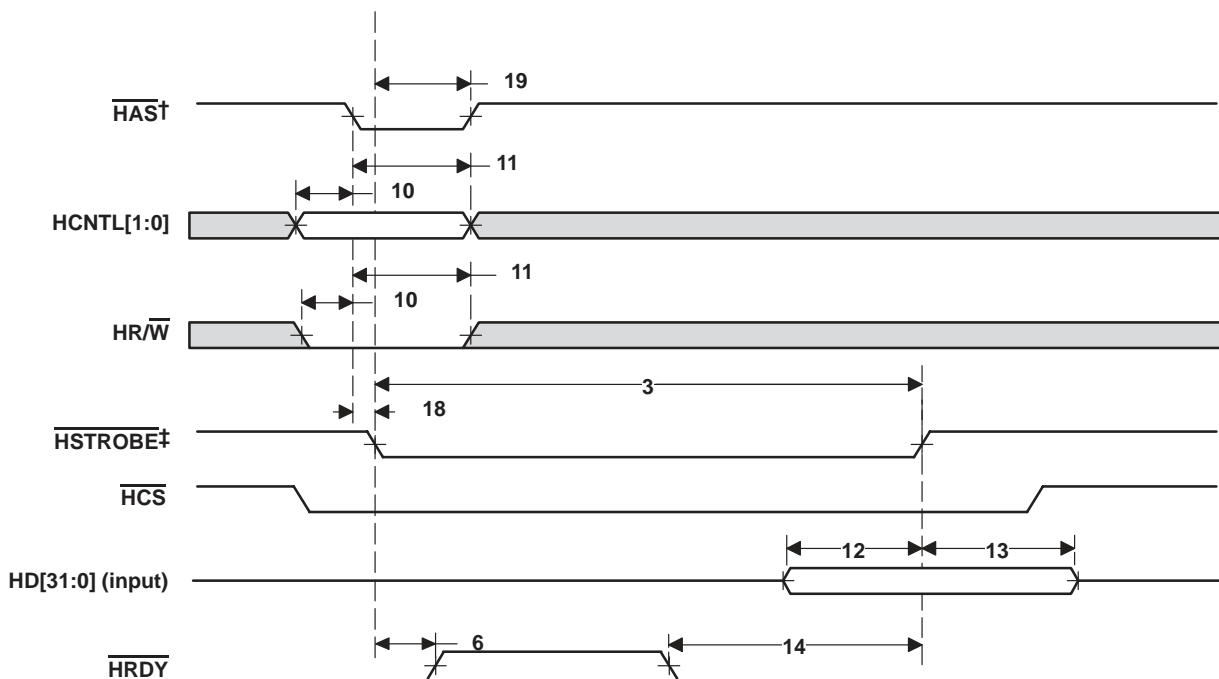 19
HAS†
11
10
HCNTL[1:0]
11
10
HR/W
3
18
HSTROBE‡
HCS
12 13
HD[31:0] (input)
6 14
HRDY